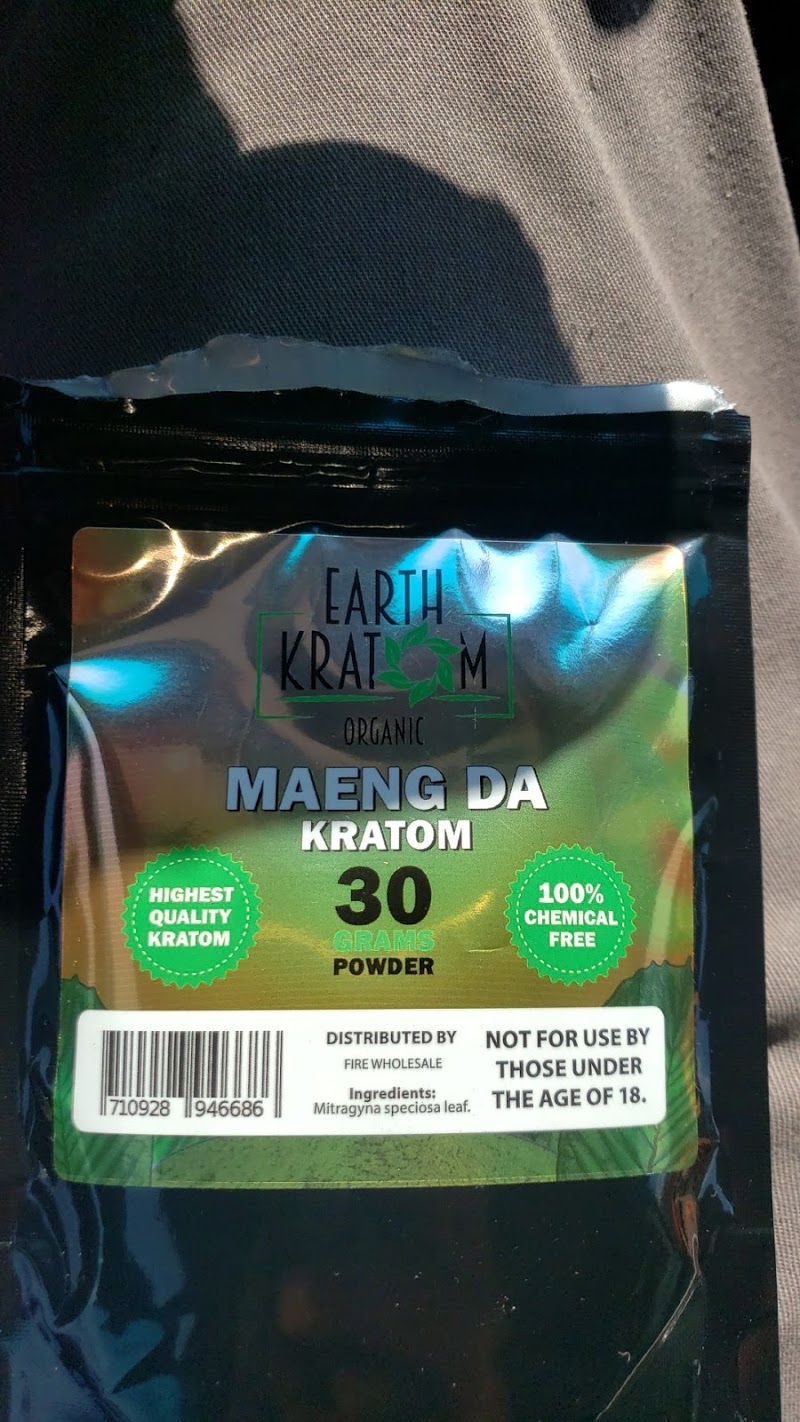 EARTH
KRATOM
ORGANIC
MAENG DA
KRATOM
30
GRAMS
POWDER
HIGHEST
QUALITY
KRATOM
100%
CHEMICAL
FREE
710928 946686
DISTRIBUTED BY
FIRE WHOLESALE
Ingredients:
Mitragyna speciosa leaf.
NOT FOR USE BY
THOSE UNDER
THE AGE OF 18.